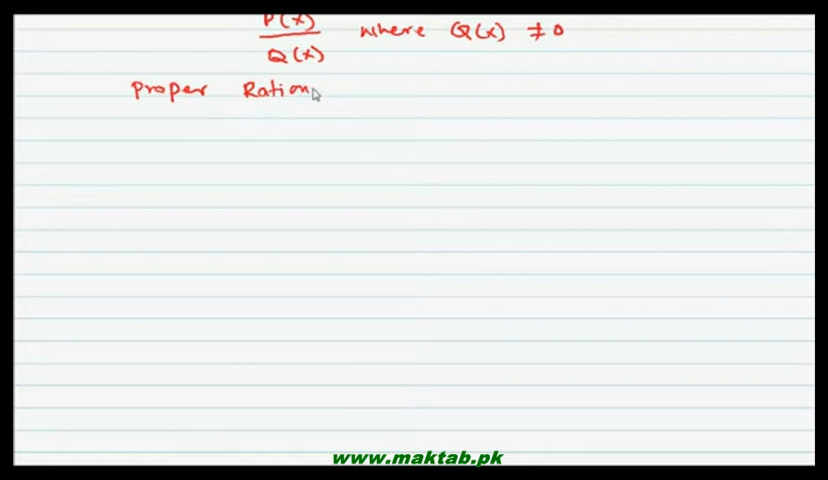 P(x)
where Q(x) ≠ 0
Q(x)
Proper Ration
www.maktab.pk